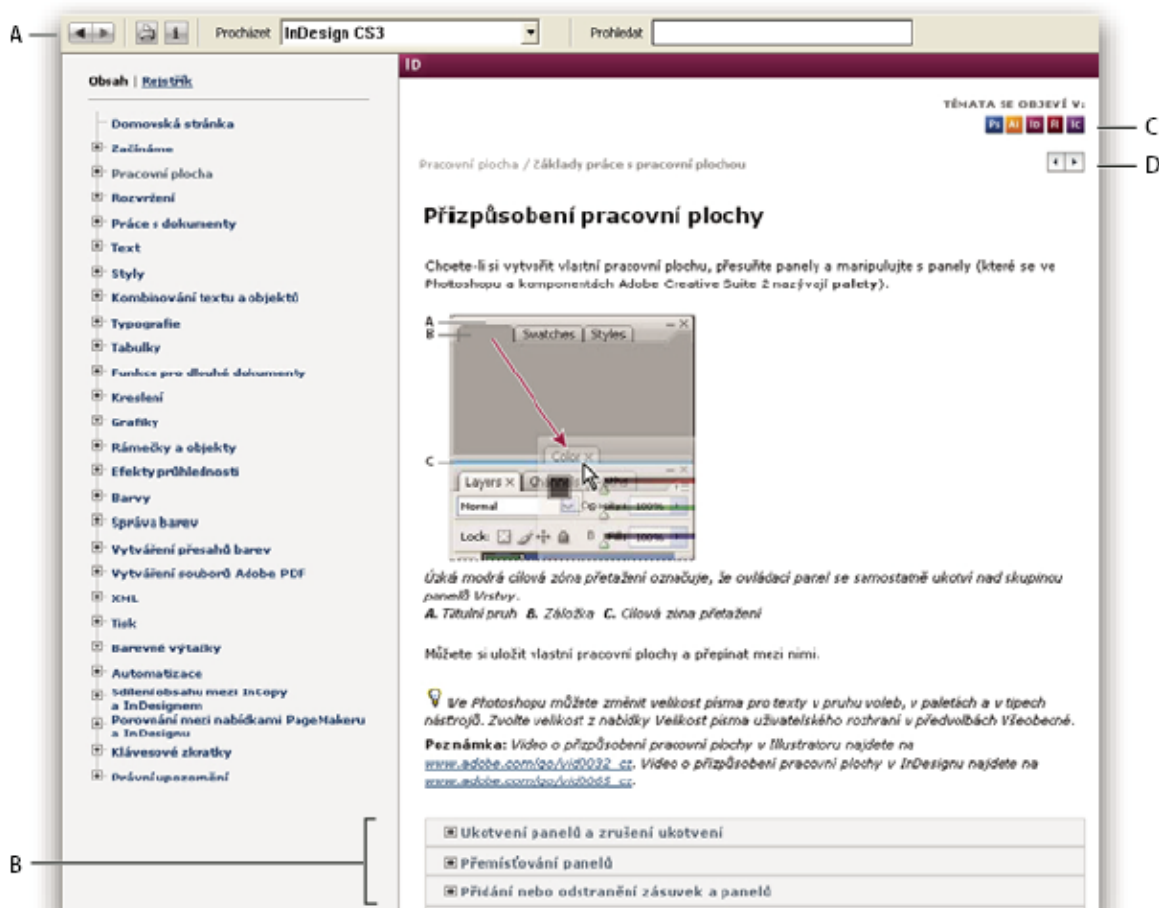 A
Procházet InDesign CS3
Prohledat
Obsah | Rejstřík
Domovská stránka
Začínáme
Pracovní plocha
Rozvržení
Práce s dokumenty
Text
Styly
Kombinování textu a objektů
Typografie
Tabulky
Funkce pro dlouhé dokumenty
Kreslení
Grafiky
Rámečky a objekty
Efekty průhlednosti
Barvy
Správa barev
Vytváření přesahů barev
Vytváření souborů Adobe PDF
XML
Tisk
Barevné výtažky
Automatizace
Sdílení obsahu mezi InCopy
a InDesignem
Porovnání mezi nabídkami PageMakeru
a InDesignu
Klávesové zkratky
Právní upozornění
B
ID
TÉMATA SE OBJEVÍ V:
Ps Ai ID Fl IC
C
D
Pracovní plocha / Základy práce s pracovní plochou
Přizpůsobení pracovní plochy
Chcete-li si vytvořit vlastní pracovní plochu, přesuňte panely a manipulujte s panely (které se ve
Photoshopu a komponentách Adobe Creative Suite 2 nazývají palety).
A
B
Swatches Styles
Color
C
Layers
Normal 100%
Lock: B 100%
Úzká modrá cílová zóna přetažení označuje, že ovládací panel se samostatně ukotví nad skupinou
panelů Vrstvy.
A. Titulní pruh B. Záložka C. Cílová zóna přetažení
Můžete si uložit vlastní pracovní plochy a přepínat mezi nimi.
Ve Photoshopu můžete změnit velikost písma pro texty v pruhu voleb, v paletách a v tipech
nástrojů. Zvolte velikost z nabídky Velikost písma uživatelského rozhraní v předvolbách Všeobecné.
Poznámka: Video o přizpůsobení pracovní plochy v Illustratoru najdete na
www.adobe.com/go/vid0032_cz. Video o přizpůsobení pracovní plochy v InDesignu najdete na
www.adobe.com/go/vid0065_cz.
Ukotvení panelů a zrušení ukotvení
Přemísťování panelů
Přidání nebo odstranění zásuvek a panelů